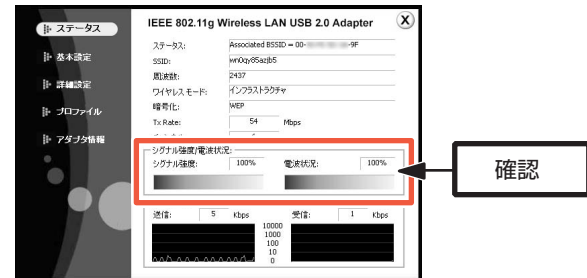 ステータス
基本設定
詳細設定
プロファイル
アダプタ情報
IEEE 802.11g Wireless LAN USB 2.0 Adapter X
ステータス: Associated BSSID = 00- -9F
SSID: wn0qy85azjb5
周波数: 2437
ワイヤレス モード: インフラストラクチャ
暗号化: WEP
Tx Rate: 54 Mbps
シグナル強度/電波状況:
シグナル強度: 100% 電波状況: 100%
確認
送信: 5 Kbps 受信: 1 Kbps
10000
1000
100
10
0